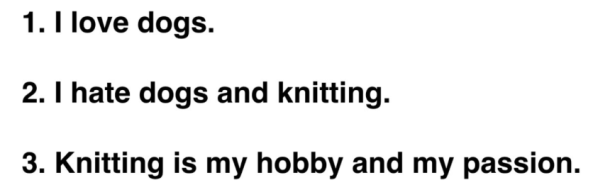 1. I love dogs.
2. I hate dogs and knitting.
3. Knitting is my hobby and my passion.